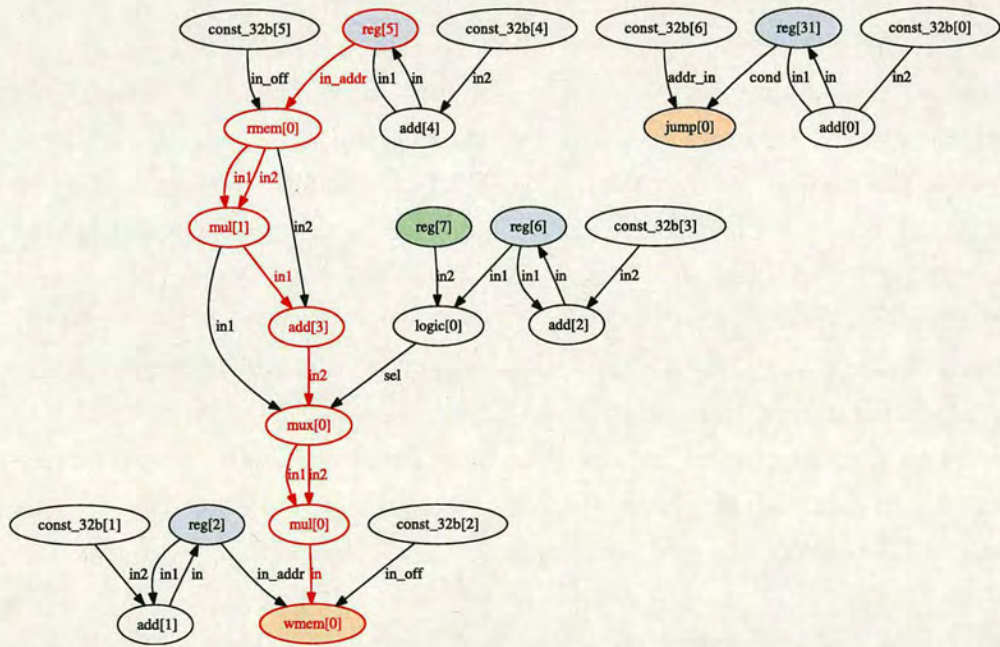 const_32b[5] reg[5] const_32b[4] const_32b[6] reg[31] const_32b[0]
in_off in_addr in1 in in2 addr_in cond in1 in in2
rmem[0] add[4] jump[0] add[0]
in1 in2
mul[1] in2 reg[7] reg[6] const_32b[3]
in1 in2 in1 in1 in in2
in1 add[3] logic[0] add[2]
in2 sel
mux[0]
in1 in2
const_32b[1] reg[2] mul[0] const_32b[2]
in2 in1 in in_addr in in_off
add[1] wmem[0]